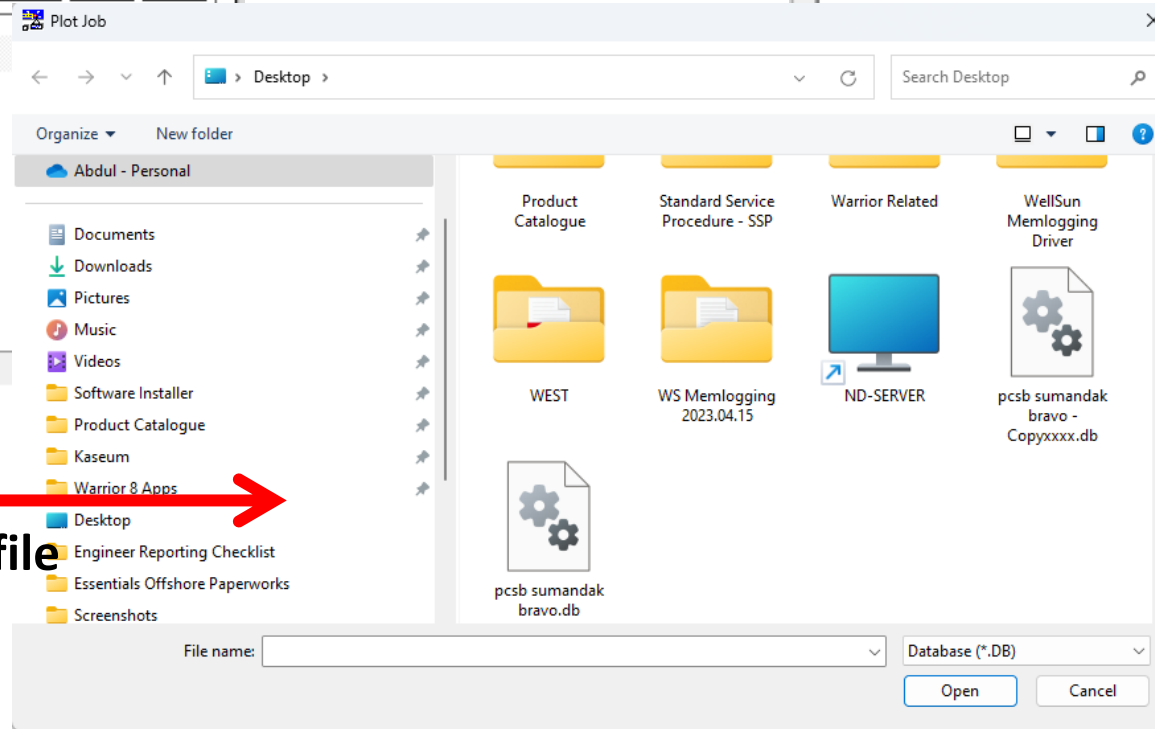 Plot Job
Desktop
Search Desktop
Organize
New folder
Abdul - Personal
Documents
Downloads
Pictures
Music
Videos
Software Installer
Product Catalogue
Kaseum
Warrior 8 Apps
Desktop
Engineer Reporting Checklist
Essentials Offshore Paperworks
Screenshots
file
Product
Catalogue
Standard Service
Procedure - SSP
Warrior Related
WellSun
Memlogging
Driver
WEST
WS Memlogging
2023.04.15
ND-SERVER
pcsb sumandak
bravo -
Copyxxxx.db
pcsb sumandak
bravo.db
File name:
Database (*.DB)
Open
Cancel